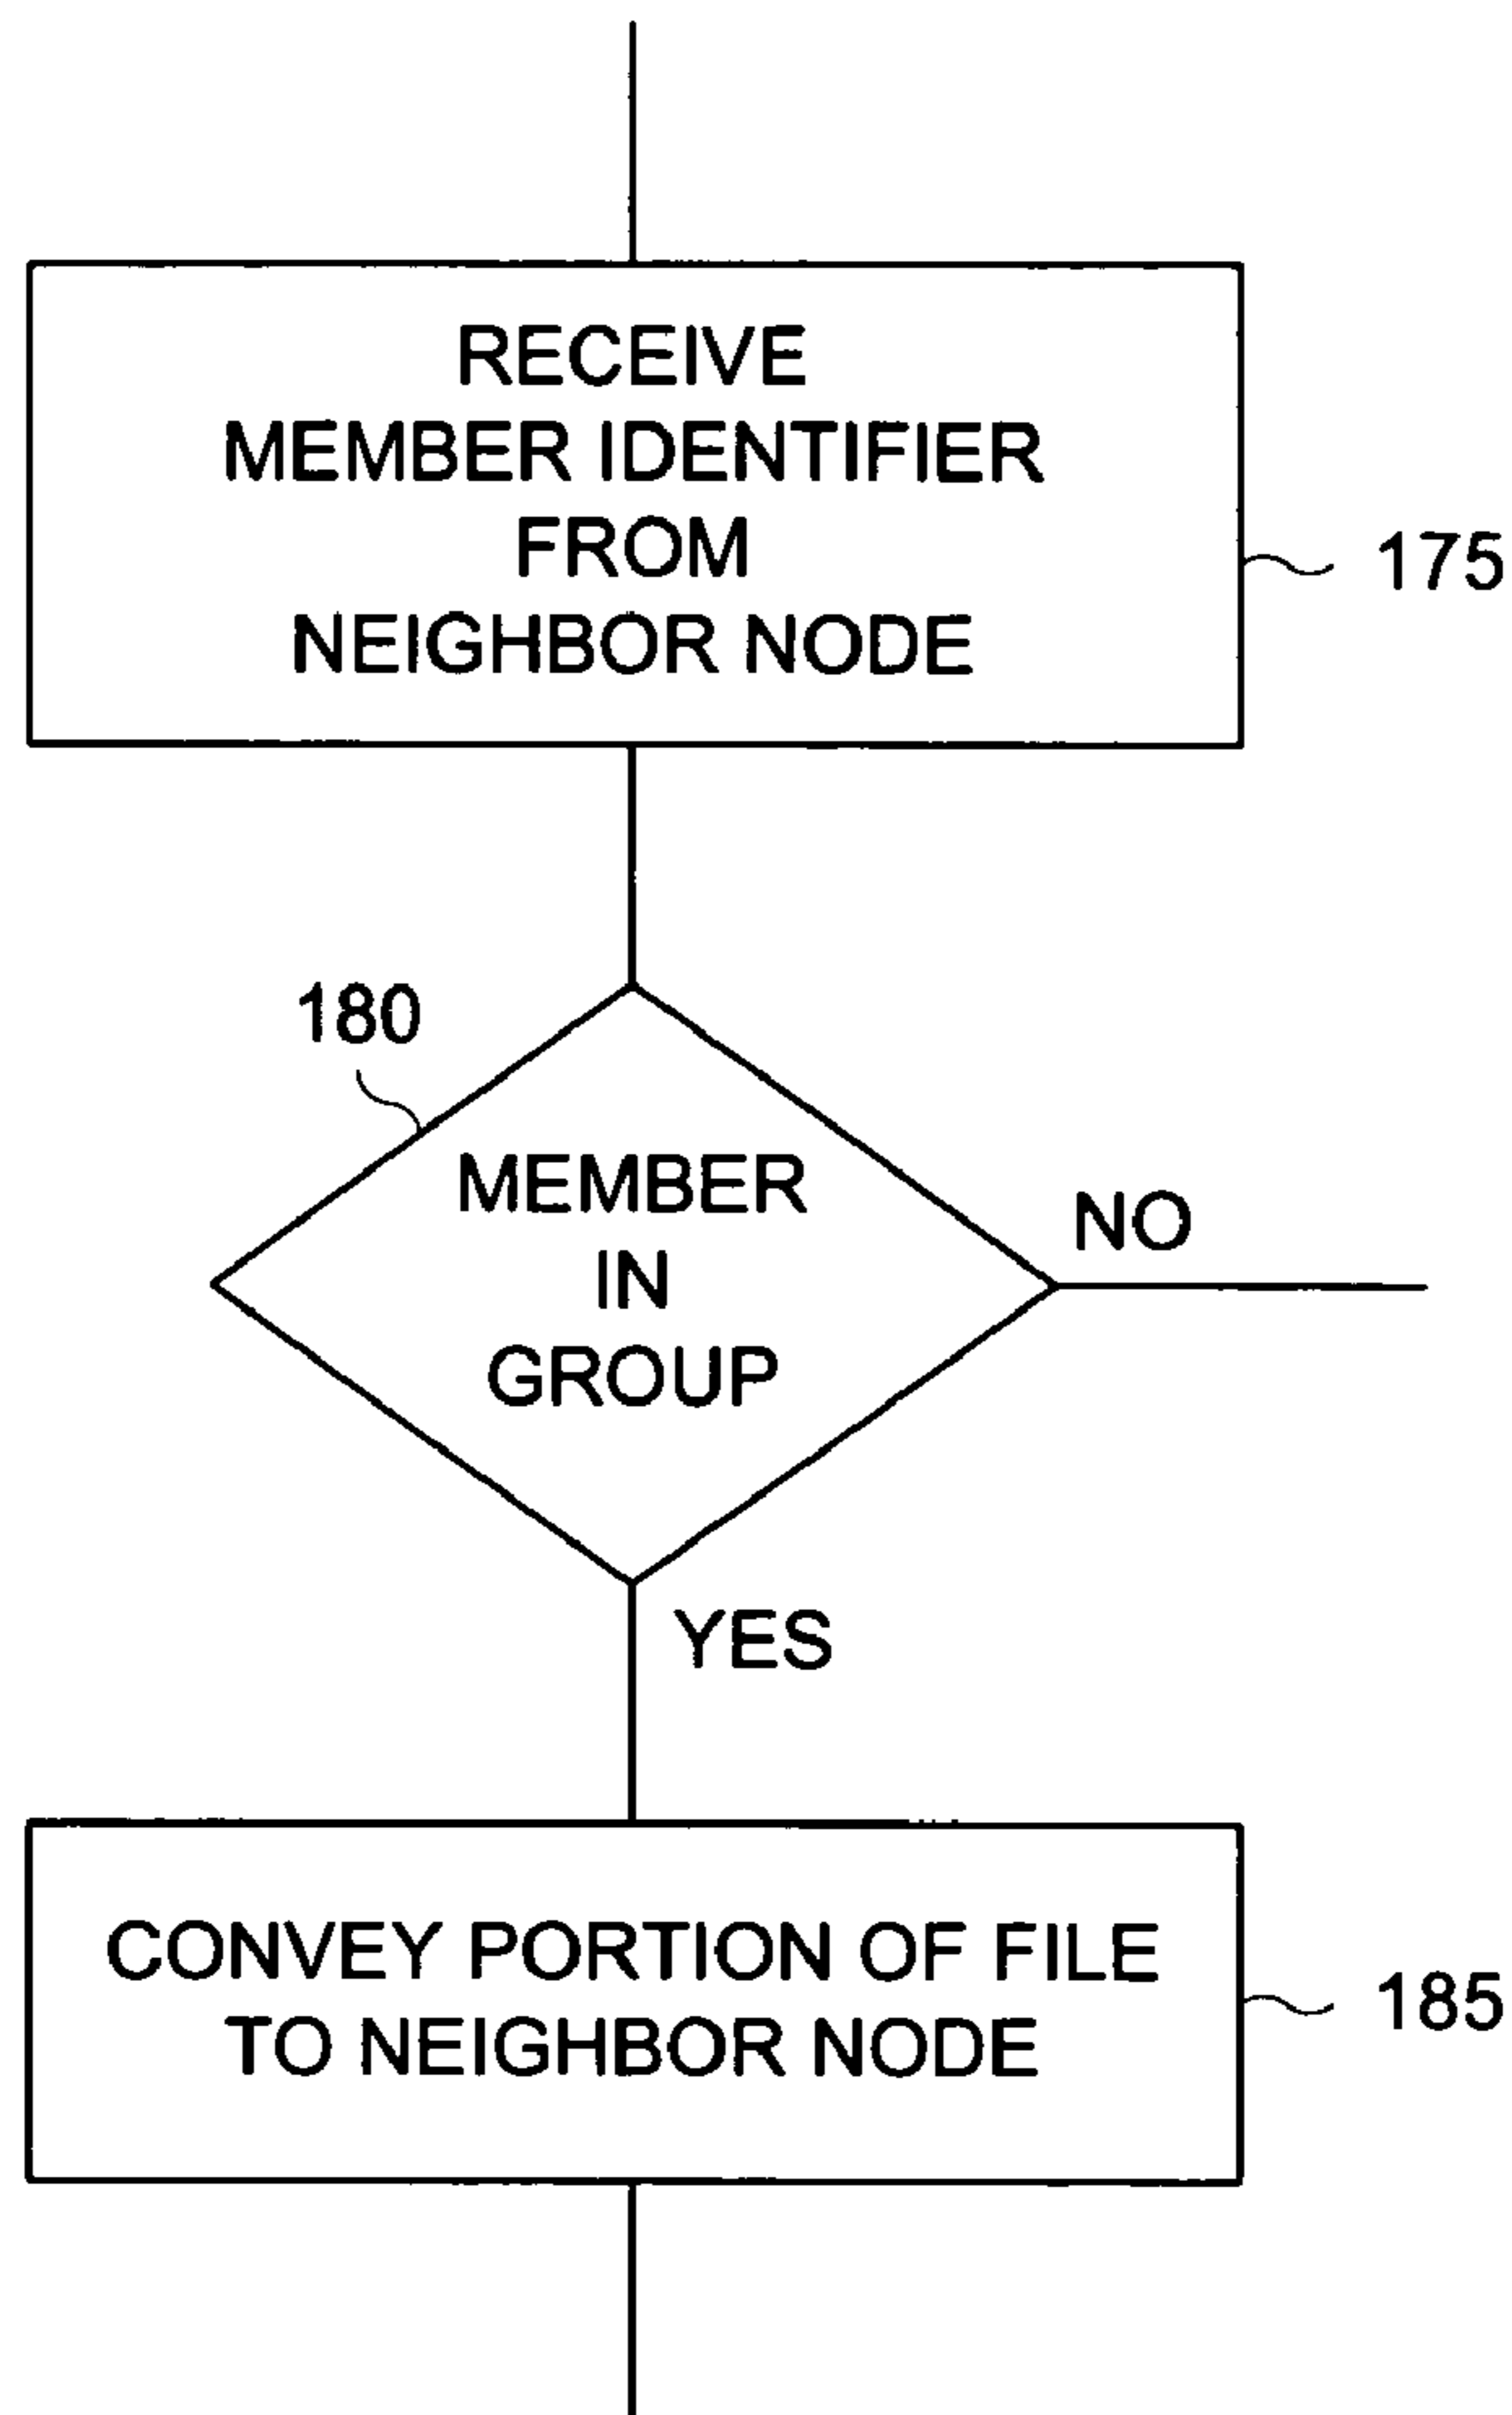 RECEIVE
MEMBER IDENTIFIER
FROM
NEIGHBOR NODE
175
180
MEMBER
IN
GROUP
NO
YES
CONVEY PORTION OF FILE
TO NEIGHBOR NODE
185